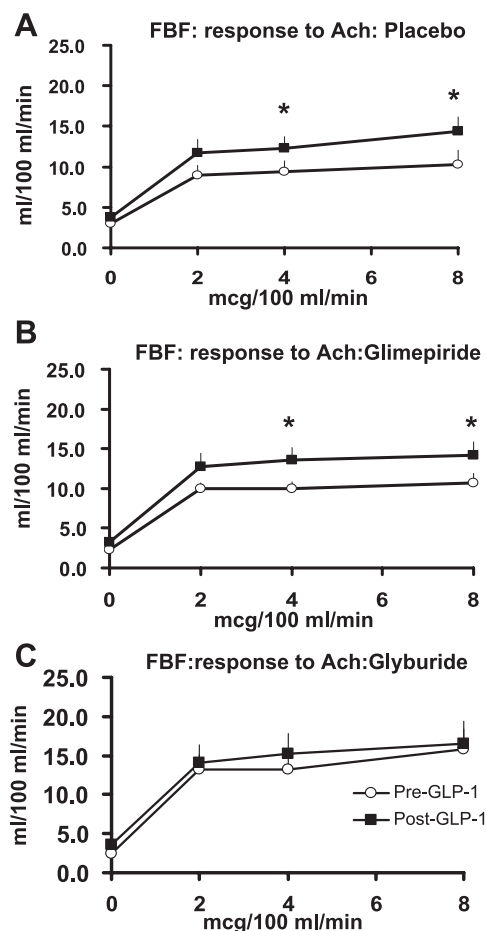 A
FBF: response to Ach: Placebo
25.0
20.0
15.0
10.0
5.0
0.0
ml/100 ml/min
* *
0 2 4 6 8
mcg/100 ml/min
B
FBF: response to Ach:Glimepiride
25.0
20.0
15.0
10.0
5.0
0.0
ml/100 ml/min
* *
0 2 4 6 8
mcg/100 ml/min
C
FBF:response to Ach:Glyburide
25.0
20.0
15.0
10.0
5.0
0.0
ml/100 ml/min
Pre-GLP-1
Post-GLP-1
0 2 4 6 8
mcg/100 ml/min